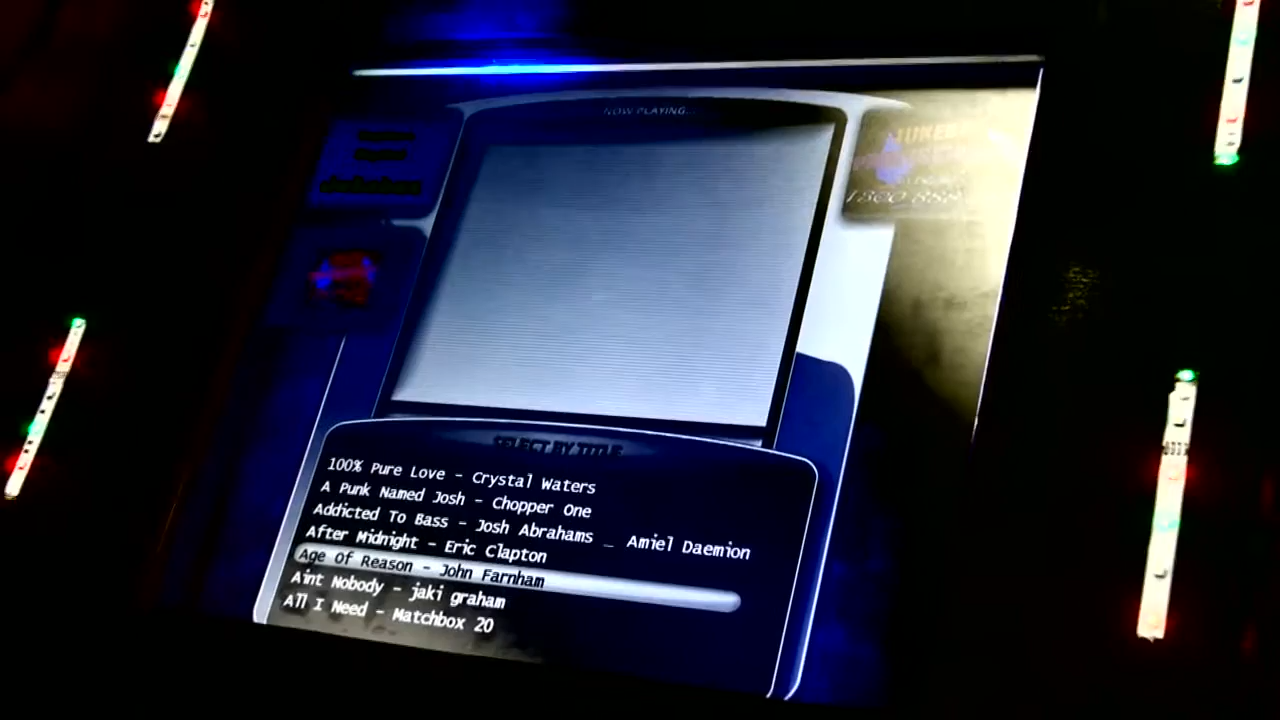 NOW PLAYING...
1800
SELECT BY TITLE
100% Pure Love - Crystal Waters
A Punk Named Josh - Chopper One
Addicted To Bass - Josh Abrahams _ Amiel Daemion
After Midnight - Eric Clapton
Age Of Reason - John Farnham
Aint Nobody - jaki graham
All I Need - Matchbox 20